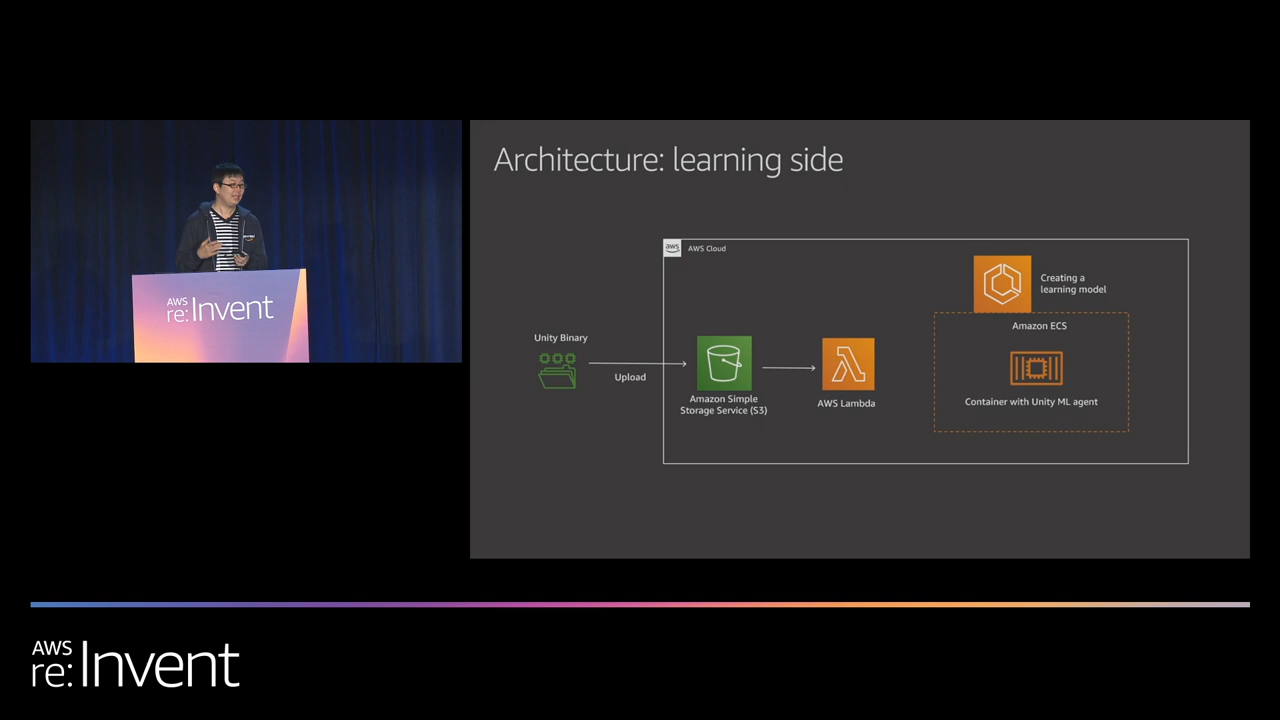 Architecture: learning side
aws
AWS Cloud
Creating a
learning model
Amazon ECS
Unity Binary
Upload
Amazon Simple
Storage Service (S3)
AWS Lambda
Container with Unity ML agent
AWS
re:Invent
AWS
re:Invent